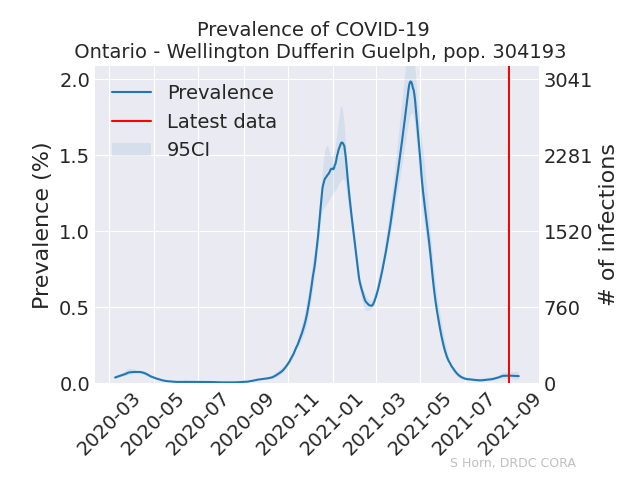 Prevalence of COVID-19
Ontario - Wellington Dufferin Guelph, pop. 304193
Prevalence
Latest data
95CI
Prevalence (%)
2.0
1.5
1.0
0.5
0.0
3041
2281
1520
760
0
# of infections
2020-03
2020-05
2020-07
2020-09
2020-11
2021-01
2021-03
2021-05
2021-07
2021-09
S Horn, DRDC CORA